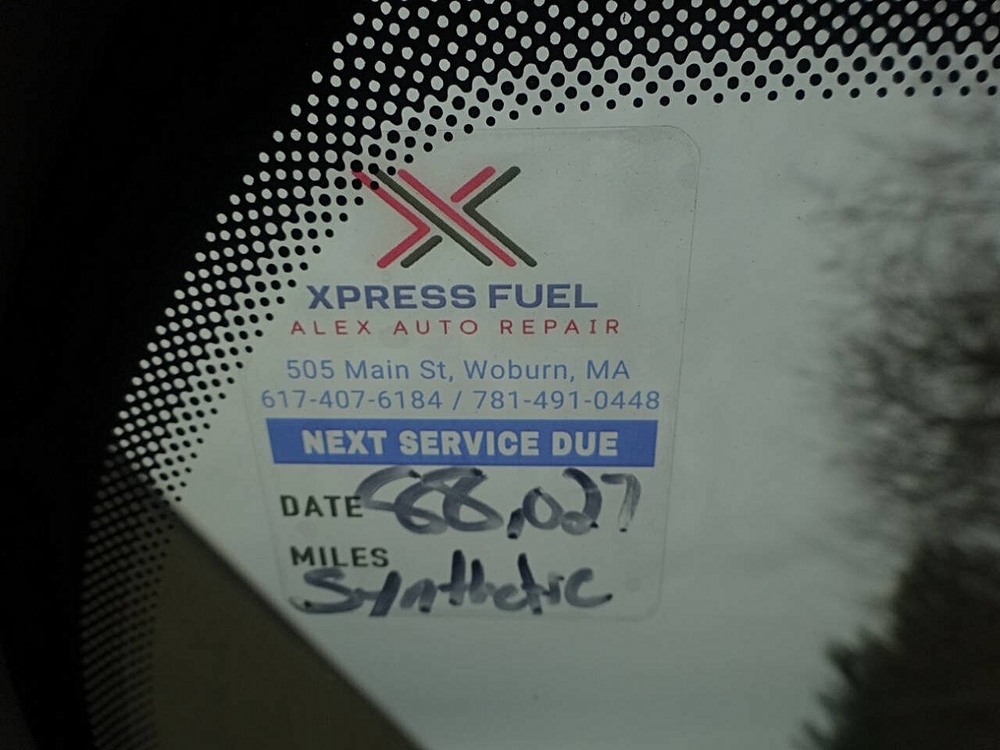 XPRESS FUEL
ALEX AUTO REPAIR
505 Main St, Woburn, MA
617-407-6184 / 781-491-0448
NEXT SERVICE DUE
DATE 68,027
MILES
Synthetic